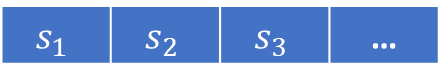 s₁ s₂ s₃ ...